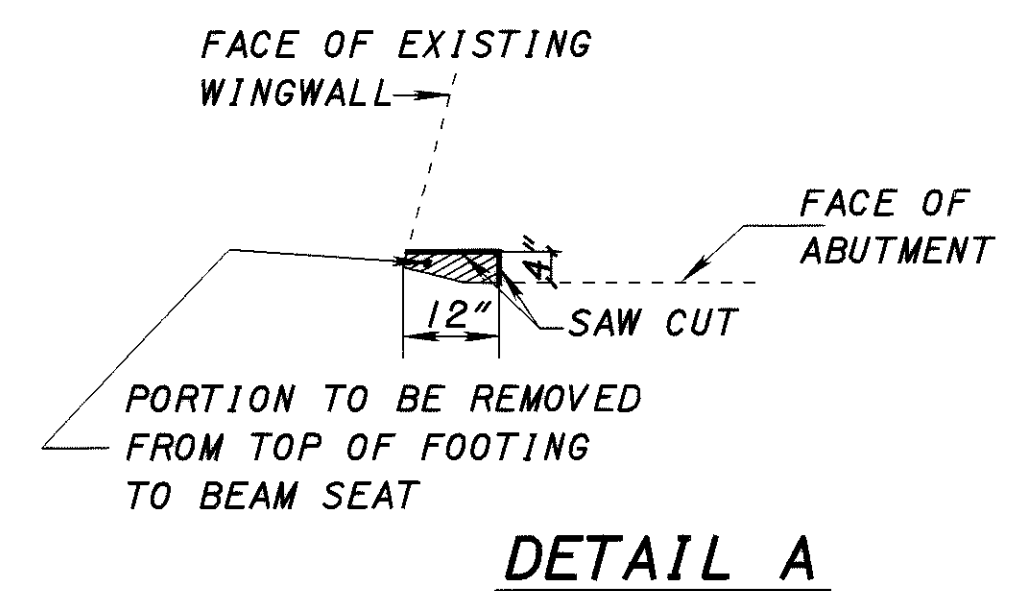 FACE OF EXISTING
WINGWALL
FACE OF
ABUTMENT
4"
12"
SAW CUT
PORTION TO BE REMOVED
FROM TOP OF FOOTING
TO BEAM SEAT
DETAIL A